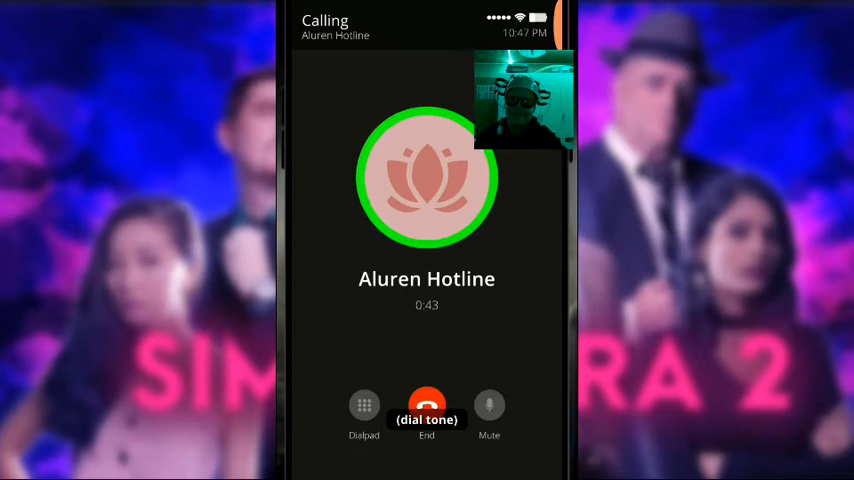 Calling
Aluren Hotline
10:47 PM
SIM
RA 2
Aluren Hotline
0:43
(dial tone)
Dialpad
End
Mute